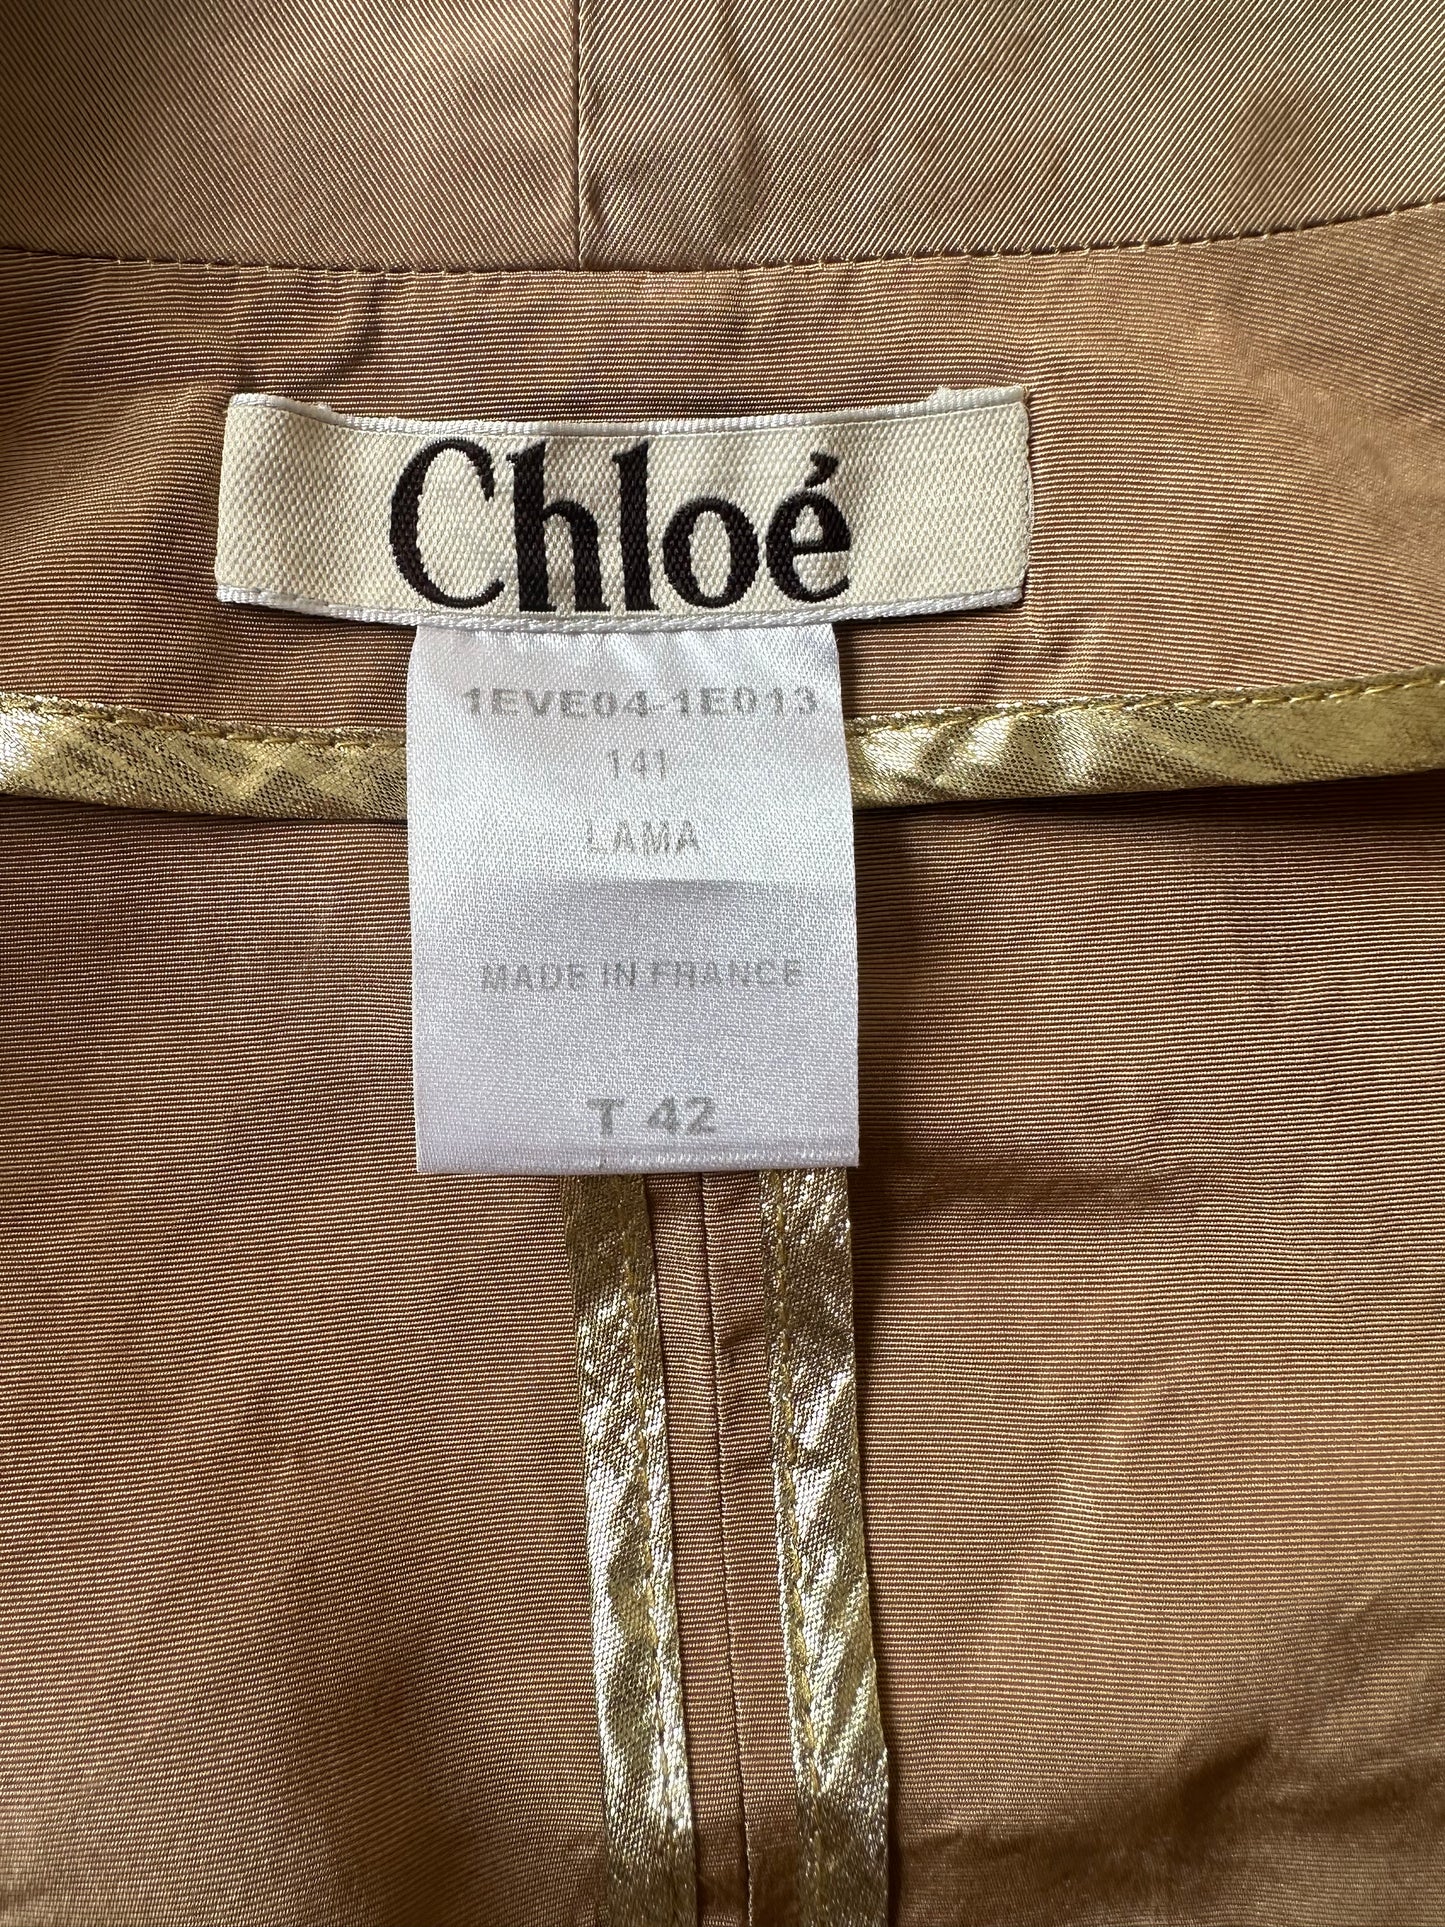 Chloé
1EVE04-1E013
141
LAMA
MADE IN FRANCE
T 42